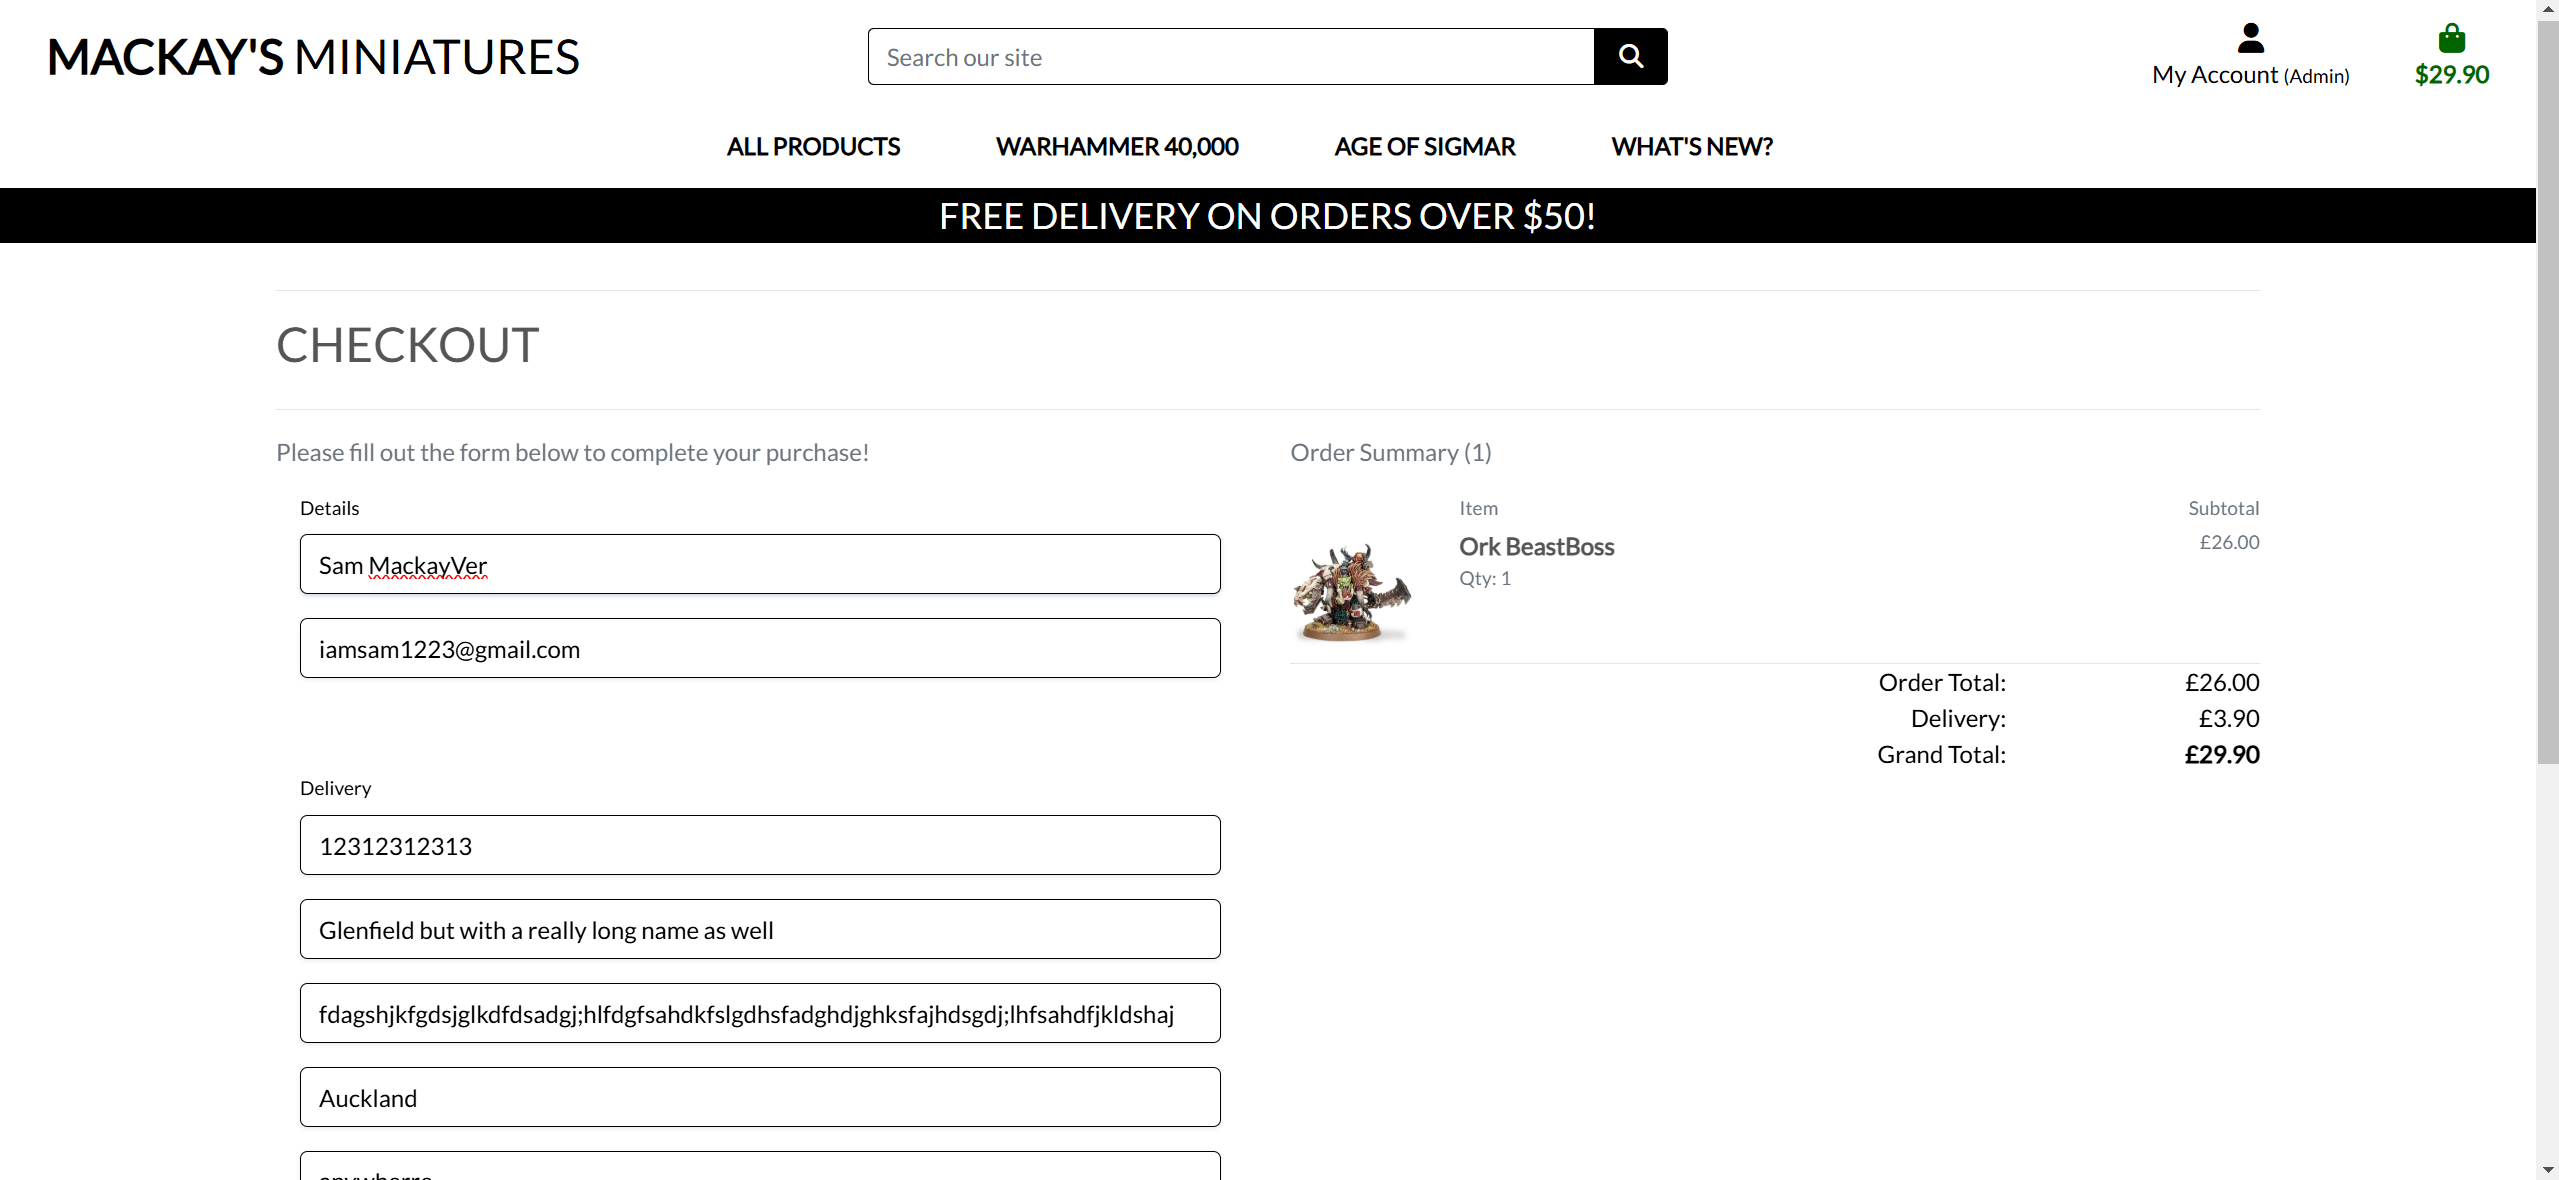 MACKAY'S MINIATURES
Search our site
My Account (Admin)
$29.90
ALL PRODUCTS WARHAMMER 40,000 AGE OF SIGMAR WHAT'S NEW?
FREE DELIVERY ON ORDERS OVER $50!
CHECKOUT
Please fill out the form below to complete your purchase!
Details
Sam MackayVer
iamsam1223@gmail.com
Delivery
12312312313
Glenfield but with a really long name as well
fdagshjkfgdsjglkdfdsadgj;hlfdgfsahdkfslgdhsfadghdjghksfajhdsgdj;lhfsahdfjkldshaj
Auckland
Order Summary (1)
Item Subtotal
Ork BeastBoss £26.00
Qty: 1
Order Total: £26.00
Delivery: £3.90
Grand Total: £29.90